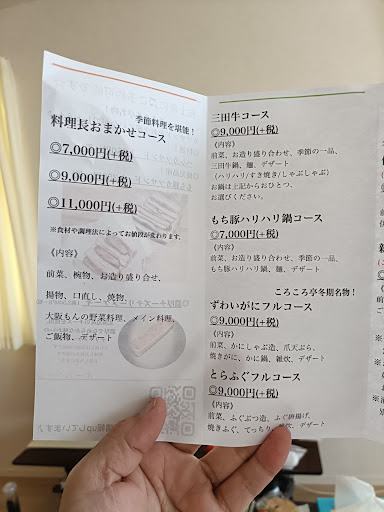 季節料理を堪能！
料理長おまかせコース
◎7,000円(+税)
◎9,000円(+税)
◎11,000円(+税)
※食材や調理法によってお値段が変わります。
《内容》
前菜、椀物、お造り盛り合せ、
揚物、口直し、焼物、
大阪もんの野菜料理、メイン料理、
ご飯物、デザート
三田牛コース
◎9,000円(+税)
《内容》
前菜、お造り盛り合わせ、季節の一品、
三田牛鍋、麺、デザート
(ハリハリ/すき焼き/しゃぶしゃぶ)
お鍋は上記からおひとつ、
お選びください。
もち豚ハリハリ鍋コース
◎7,000円(+税)
《内容》
前菜、お造り盛り合わせ、季節の一品、
もち豚ハリハリ鍋、麺、デザート
ころころ亭冬期名物！
ずわいがにフルコース
◎9,000円(+税)
《内容》
前菜、かにしゃぶ造、爪天ぷら、
焼きがに、かに鍋、雑炊、デザート
とらふぐフルコース
◎9,000円(+税)
《内容》
前菜、ふぐぶつ造、ふぐ唐揚げ、
焼きふぐ、てっちり、雑炊、デザート